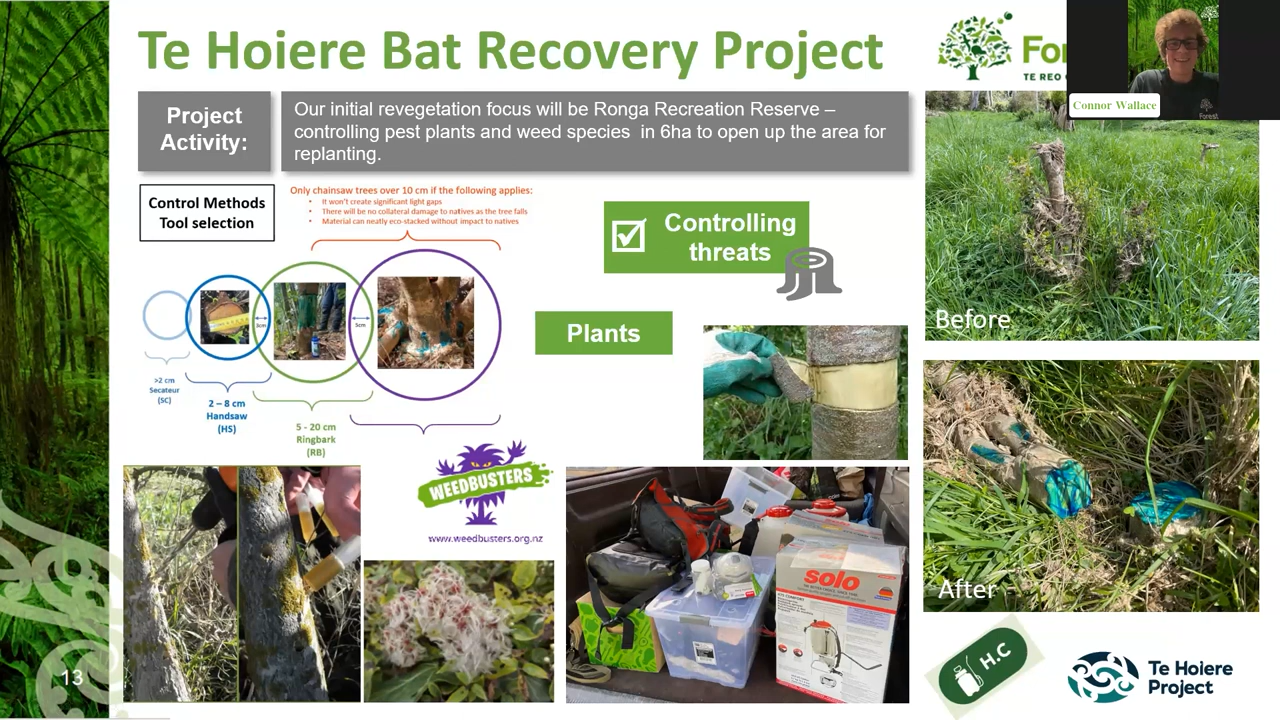 Te Hoiere Bat Recovery Project
TE REO
Connor Wallace
Forest
Project
Activity:
Our initial revegetation focus will be Ronga Recreation Reserve –
controlling pest plants and weed species in 6ha to open up the area for
replanting.
Control Methods
Tool selection
Only chainsaw trees over 10 cm if the following applies:
• It won't create significant light gaps
• There will be no collateral damage to natives as the tree falls
• Material can neatly eco-stacked without impact to natives
Controlling
threats
Plants
3cm
5cm
>2 cm
Secateur
(SC)
2 – 8 cm
Handsaw
(HS)
5 - 20 cm
Ringbark
(RB)
WEEDBUSTERS
www.weedbusters.org.nz
solo
Before
After
H.C
Te Hoiere
Project
13